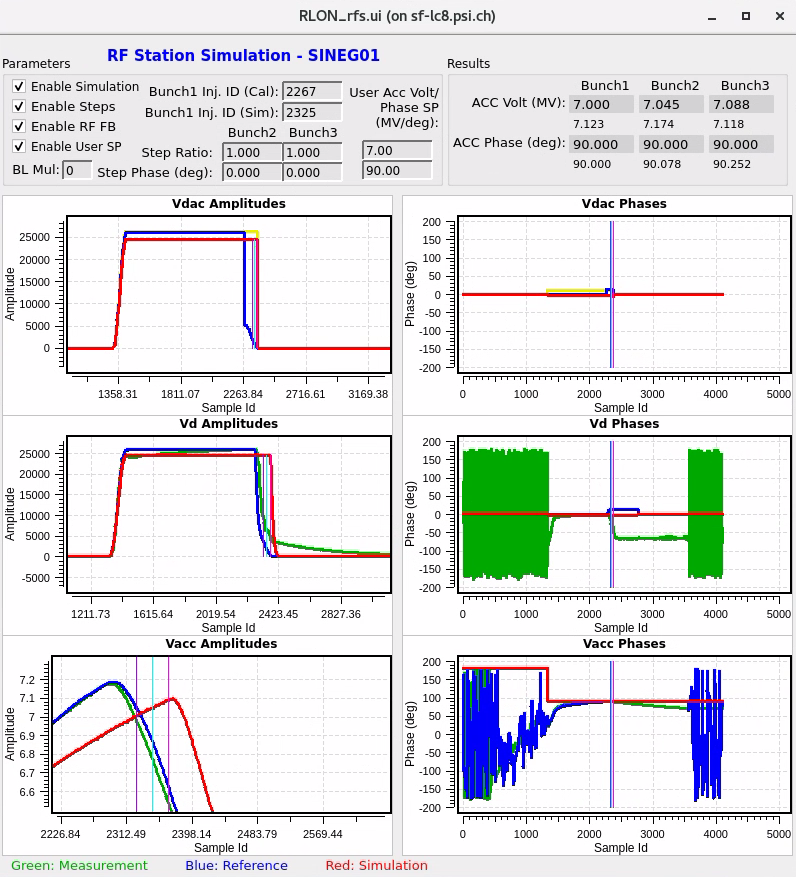 RLON_rfs.ui (on sf-lc8.psi.ch)
RF Station Simulation - SINEG01
Parameters
Results
Enable Simulation
Enable Steps
Enable RF FB
Enable User SP
BL Mul: 0
Bunch1 Inj. ID (Cal): 2267
Bunch1 Inj. ID (Sim): 2325
Bunch2 Bunch3
Step Ratio: 1.000 1.000
Step Phase (deg): 0.000 0.000
User Acc Volt/
Phase SP
(MV/deg):
7.00
90.00
Bunch1 Bunch2 Bunch3
ACC Volt (MV): 7.000 7.045 7.088
7.123 7.174 7.118
ACC Phase (deg): 90.000 90.000 90.000
90.000 90.078 90.252
Vdac Amplitudes
Amplitude
25000
20000
15000
10000
5000
0
1358.31 1811.07 2263.84 2716.61 3169.38
Sample Id
Vdac Phases
Phase (deg)
200
150
100
50
0
-50
-100
-150
-200
0 1000 2000 3000 4000 5000
Sample Id
Vd Amplitudes
Amplitude
25000
20000
15000
10000
5000
0
-5000
1211.73 1615.64 2019.54 2423.45 2827.36
Sample Id
Vd Phases
Phase (deg)
200
150
100
50
0
-50
-100
-150
-200
0 1000 2000 3000 4000 5000
Sample Id
Vacc Amplitudes
Amplitude
7.2
7.1
7
6.9
6.8
6.7
6.6
2226.84 2312.49 2398.14 2483.79 2569.44
Sample Id
Vacc Phases
Phase (deg)
200
150
100
50
0
-50
-100
-150
-200
0 1000 2000 3000 4000 5000
Sample Id
Green: Measurement Blue: Reference Red: Simulation